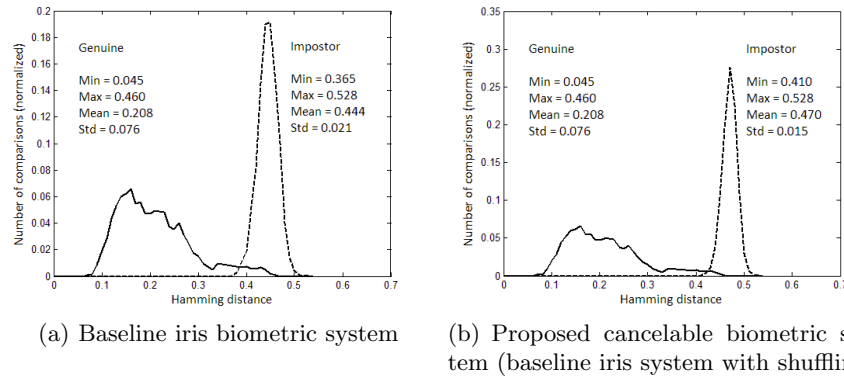 0.2
0.18
0.16
0.14
0.12
0.1
0.08
0.06
0.04
0.02
0
Number of comparisons (normalized)
Genuine
Min = 0.045
Max = 0.460
Mean = 0.208
Std = 0.076
Impostor
Min = 0.365
Max = 0.528
Mean = 0.444
Std = 0.021
0 0.1 0.2 0.3 0.4 0.5 0.6 0.7
Hamming distance
(a) Baseline iris biometric system
0.35
0.3
0.25
0.2
0.15
0.1
0.05
0
Number of comparisons (normalized)
Genuine
Min = 0.045
Max = 0.460
Mean = 0.208
Std = 0.076
Impostor
Min = 0.410
Max = 0.528
Mean = 0.470
Std = 0.015
0 0.1 0.2 0.3 0.4 0.5 0.6 0.7
Hamming distance
(b) Proposed cancelable biometric s
tem (baseline iris system with shufflin